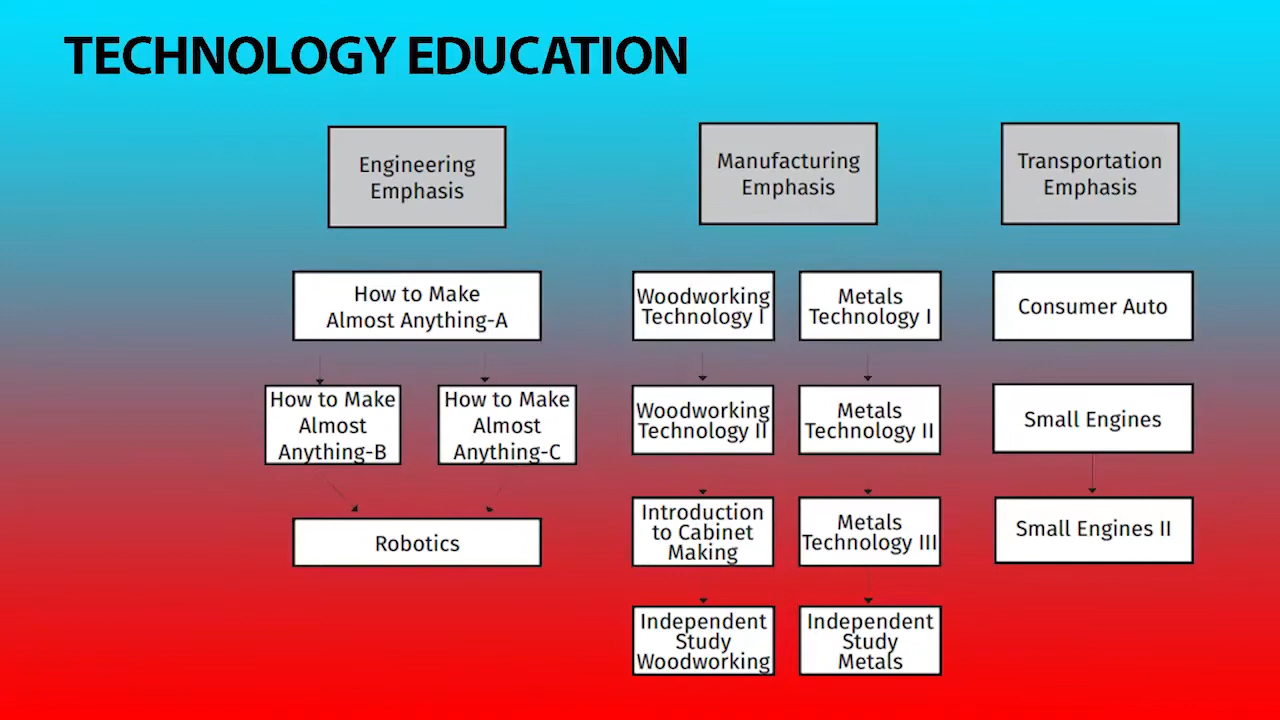 TECHNOLOGY EDUCATION
Engineering
Emphasis
How to Make
Almost Anything-A
How to Make
Almost
Anything-B
How to Make
Almost
Anything-C
Robotics
Manufacturing
Emphasis
Woodworking
Technology I
Woodworking
Technology II
Introduction
to Cabinet
Making
Independent
Study
Woodworking
Metals
Technology I
Metals
Technology II
Metals
Technology III
Independent
Study
Metals
Transportation
Emphasis
Consumer Auto
Small Engines
Small Engines II